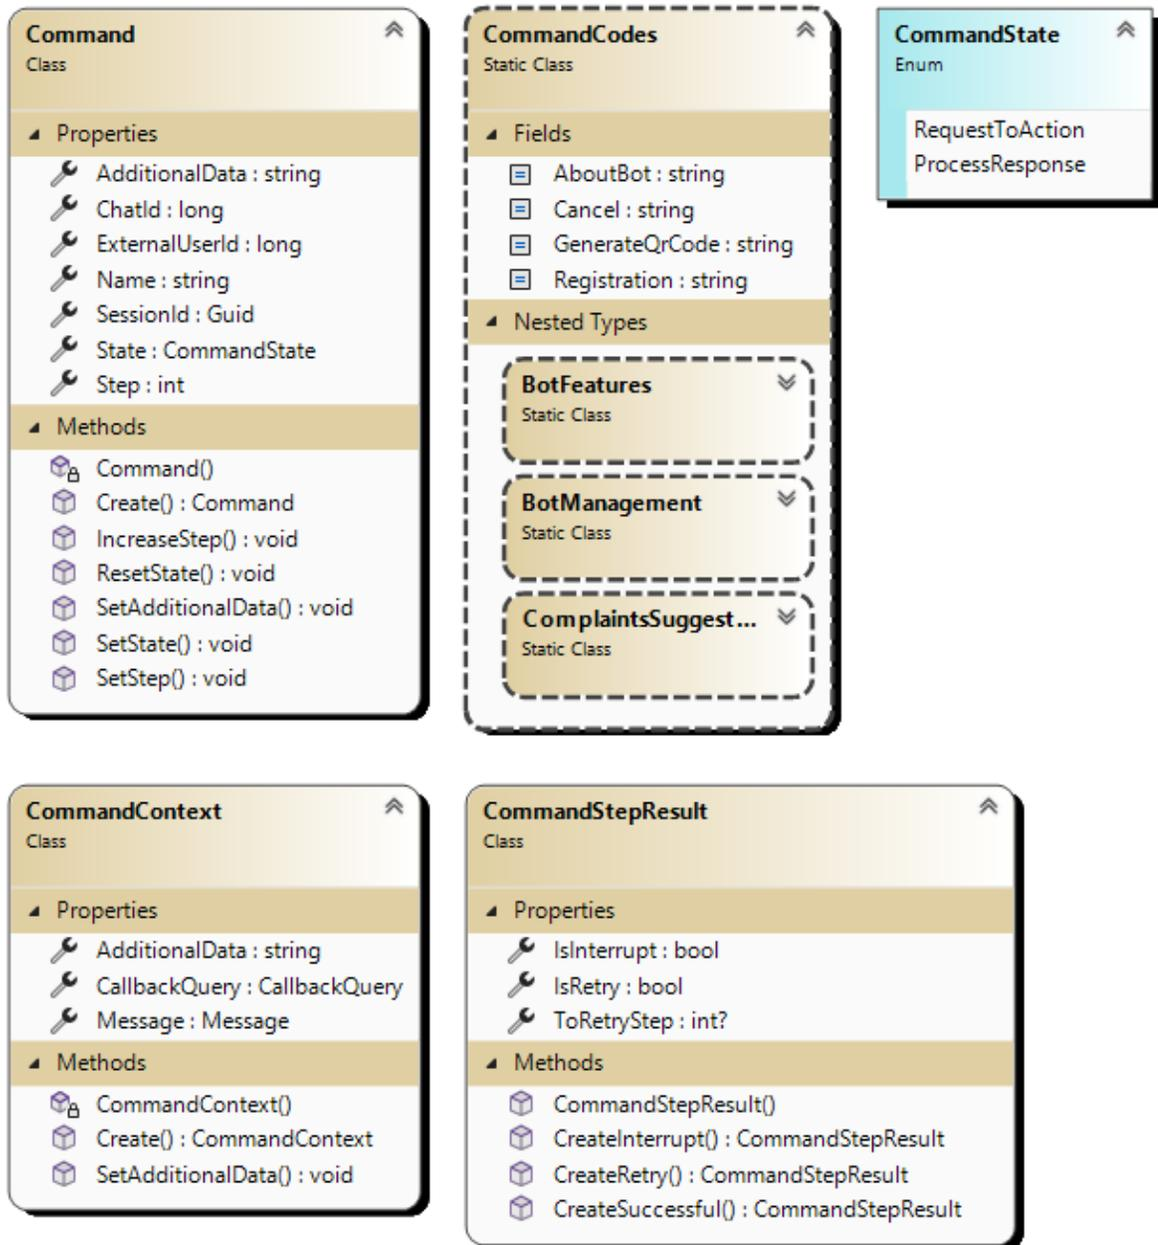 Command
Class
Properties
AdditionalData : string
ChatId : long
ExternalUserId : long
Name : string
SessionId : Guid
State : CommandState
Step : int
Methods
Command()
Create() : Command
IncreaseStep() : void
ResetState() : void
SetAdditionalData() : void
SetState() : void
SetStep() : void
CommandCodes
Static Class
Fields
AboutBot : string
Cancel : string
GenerateQrCode : string
Registration : string
Nested Types
BotFeatures
Static Class
BotManagement
Static Class
ComplaintsSuggest...
Static Class
CommandState
Enum
RequestToAction
ProcessResponse
CommandContext
Class
Properties
AdditionalData : string
CallbackQuery : CallbackQuery
Message : Message
Methods
CommandContext()
Create() : CommandContext
SetAdditionalData() : void
CommandStepResult
Class
Properties
IsInterrupt : bool
IsRetry : bool
ToRetryStep : int?
Methods
CommandStepResult()
CreateInterrupt() : CommandStepResult
CreateRetry() : CommandStepResult
CreateSuccessful() : CommandStepResult